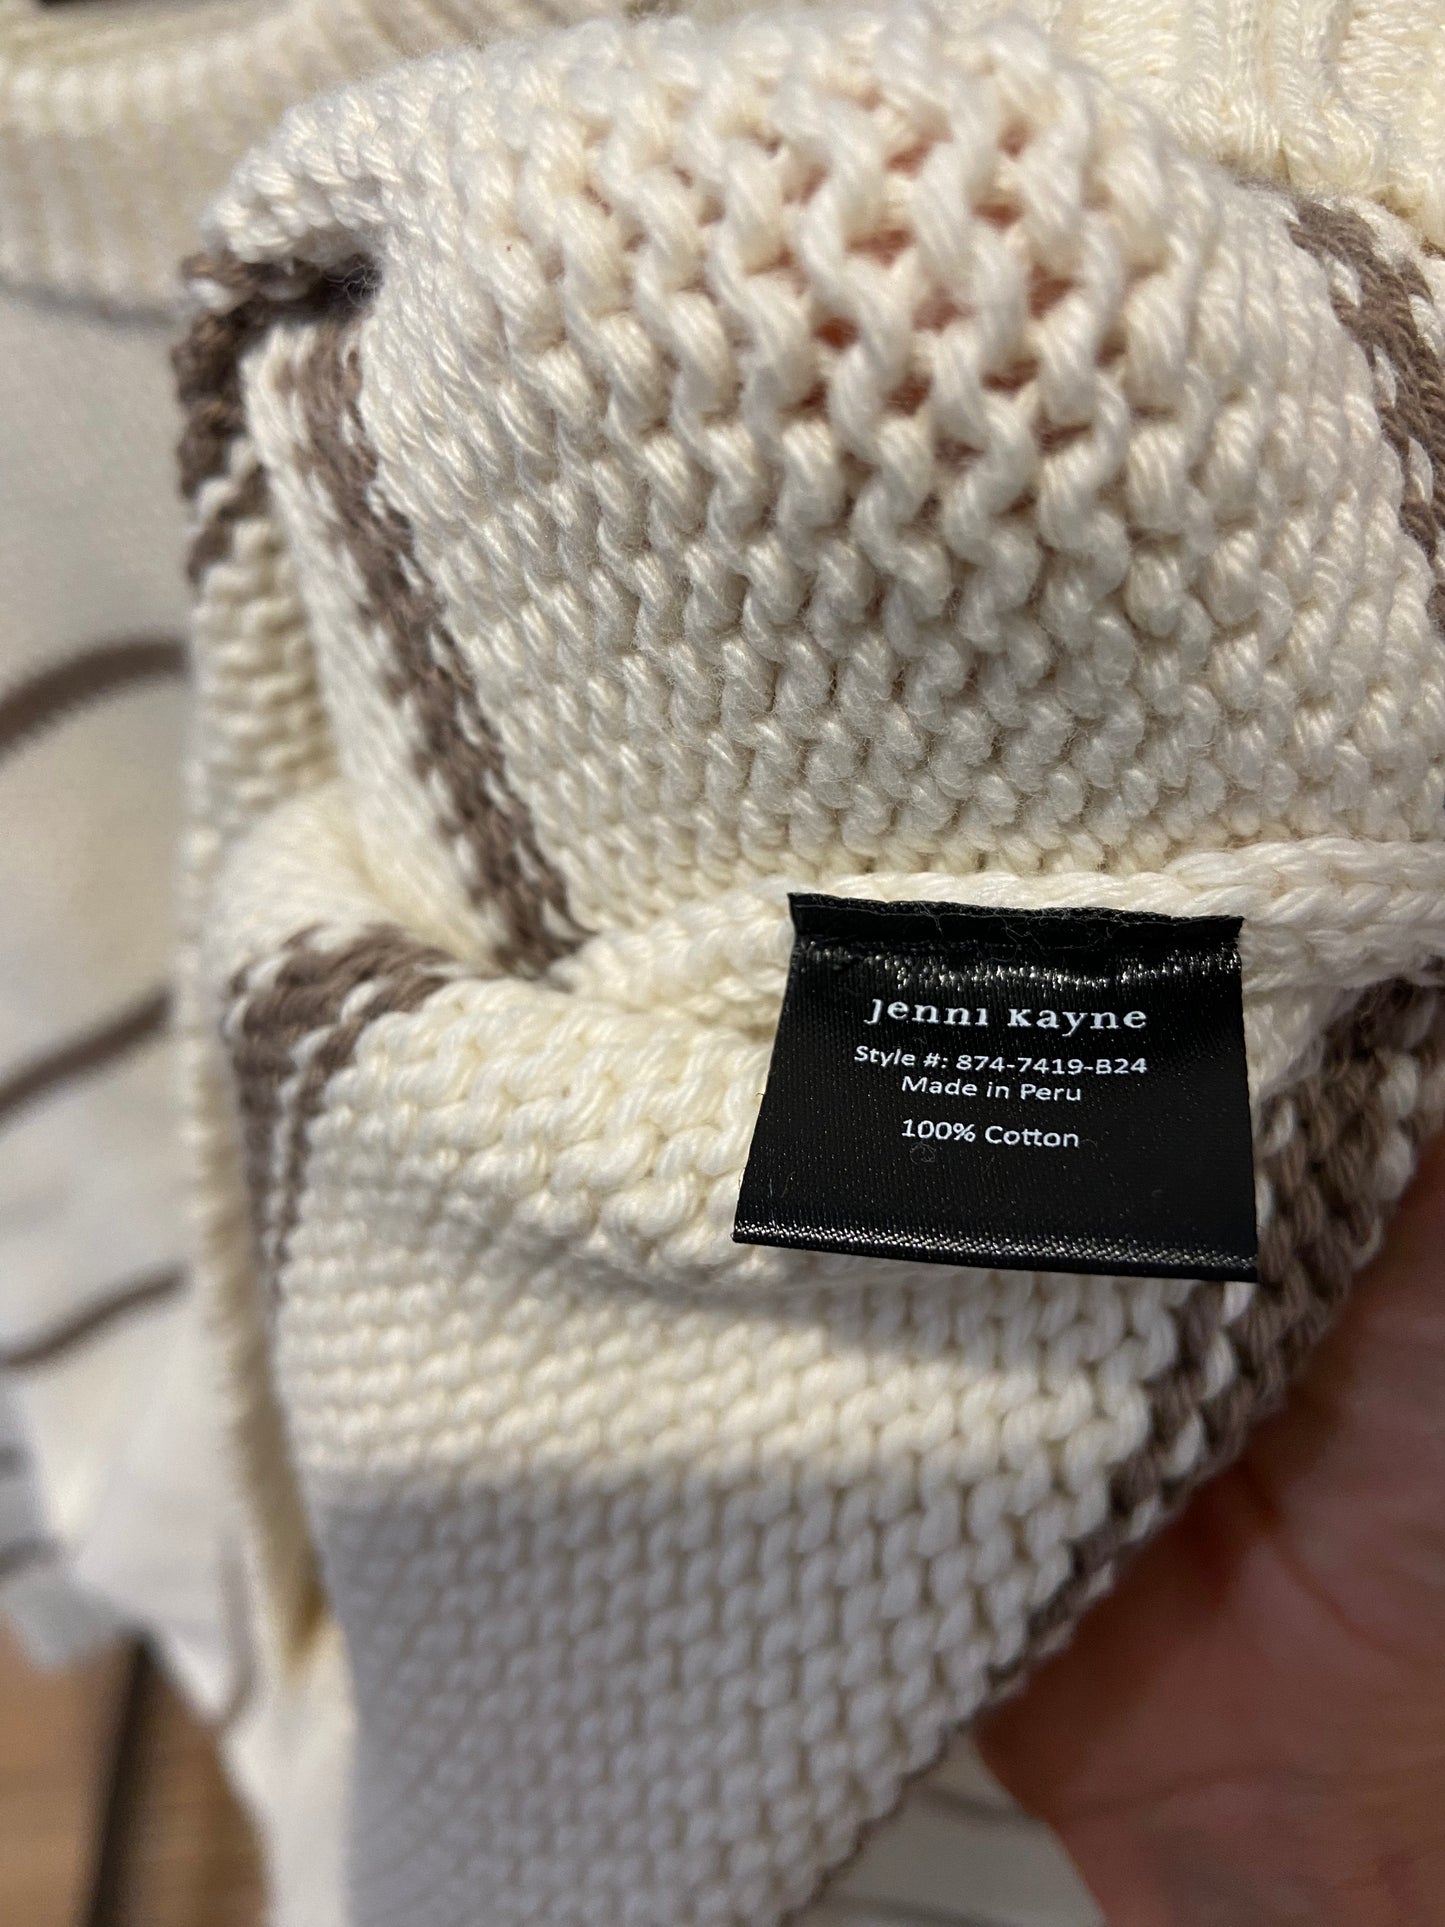 Jenni Kayne
Style #: 874-7419-B24
Made in Peru
100% Cotton